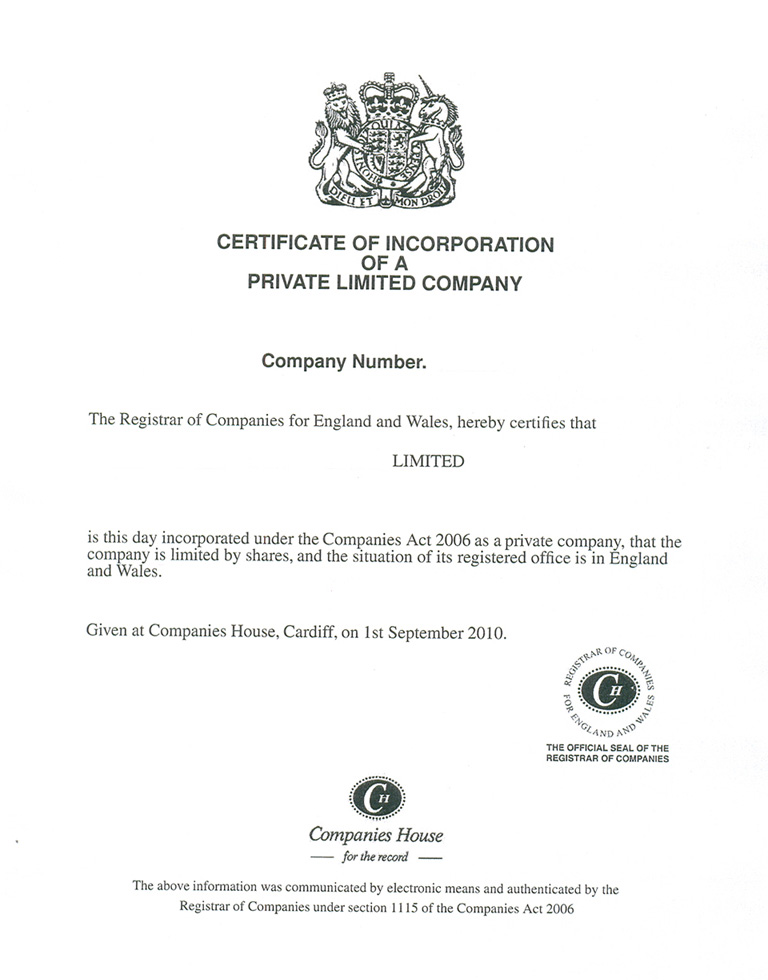 HONI SOIT QUI MAL Y PENSE
DIEU ET MON DROIT
CERTIFICATE OF INCORPORATION
OF A
PRIVATE LIMITED COMPANY
Company Number.
The Registrar of Companies for England and Wales, hereby certifies that
LIMITED
is this day incorporated under the Companies Act 2006 as a private company, that the
company is limited by shares, and the situation of its registered office is in England
and Wales.
Given at Companies House, Cardiff, on 1st September 2010.
REGISTRAR OF COMPANIES
FOR ENGLAND AND WALES
CH
THE OFFICIAL SEAL OF THE
REGISTRAR OF COMPANIES
CH
Companies House
for the record
The above information was communicated by electronic means and authenticated by the
Registrar of Companies under section 1115 of the Companies Act 2006